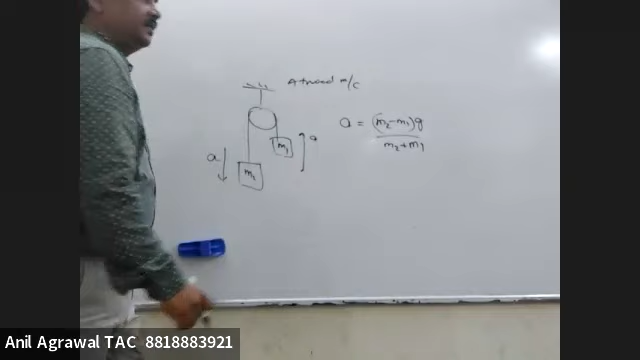 Atwood m/c
a = (m₂-m₁)g
m₂+m₁
m₁
a
a
m₂
Anil Agrawal TAC 8818883921